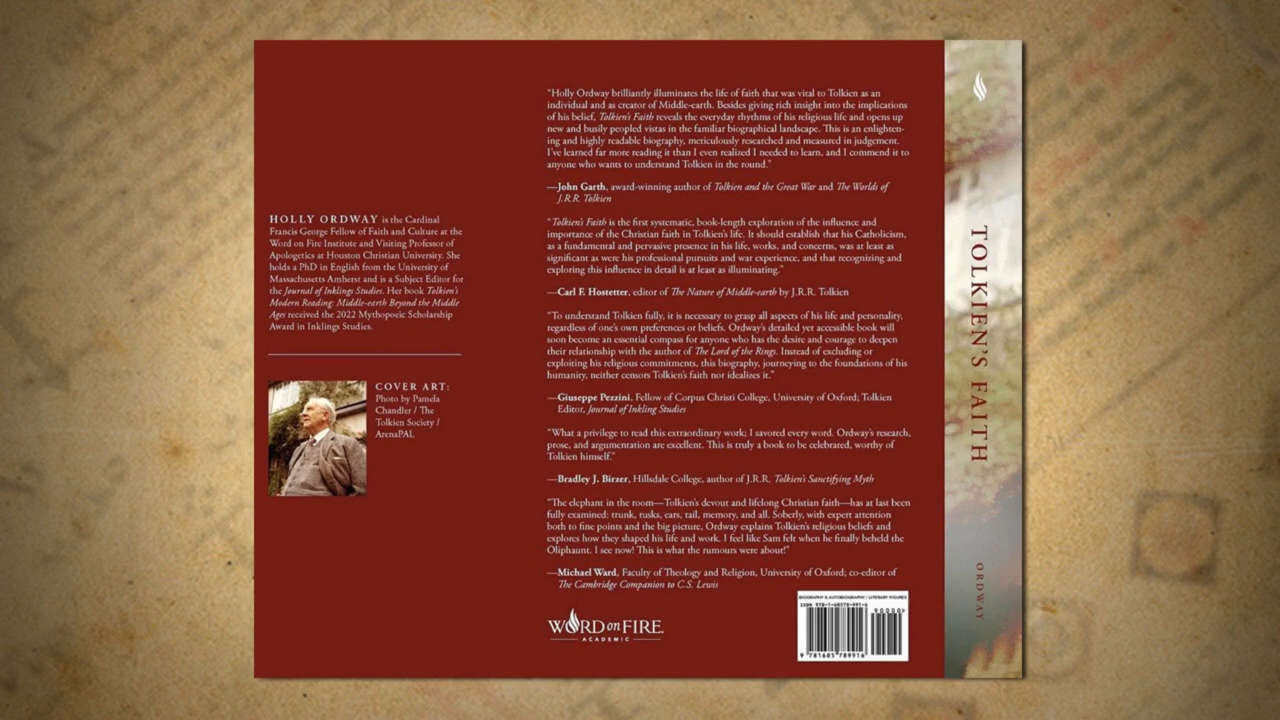 HOLLY ORDWAY is the Cardinal
Francis George Fellow of Faith and Culture at the
Word on Fire Institute and Visiting Professor of
Apologetics at Houston Christian University. She
holds a PhD in English from the University of
Massachusetts Amherst and is a Subject Editor for
the Journal of Inklings Studies. Her book Tolkien's
Modern Reading: Middle-earth Beyond the Middle
Ages received the 2022 Mythopoeic Scholarship
Award in Inklings Studies.
COVER ART:
Photo by Pamela
Chandler / The
Tolkien Society /
ArenaPAL
"Holly Ordway brilliantly illuminates the life of faith that was vital to Tolkien as an
individual and as creator of Middle-earth. Besides giving rich insight into the implications
of his belief, Tolkien's Faith reveals the everyday rhythms of his religious life and opens up
new and busily peopled vistas in the familiar biographical landscape. This is an enlighten-
ing and highly readable biography, meticulously researched and measured in judgement.
I've learned far more reading it than I even realized I needed to learn, and I commend it to
anyone who wants to understand Tolkien in the round."
—John Garth, award-winning author of Tolkien and the Great War and The Worlds of
J.R.R. Tolkien
"Tolkien's Faith is the first systematic, book-length exploration of the influence and
importance of the Christian faith in Tolkien's life. It should establish that his Catholicism,
as a fundamental and pervasive presence in his life, works, and concerns, was at least as
significant as were his professional pursuits and war experience, and that recognizing and
exploring this influence in detail is at least as illuminating."
—Carl F. Hostetter, editor of The Nature of Middle-earth by J.R.R. Tolkien
"To understand Tolkien fully, it is necessary to grasp all aspects of his life and personality,
regardless of one's own preferences or beliefs. Ordway's detailed yet accessible book will
soon become an essential compass for anyone who has the desire and courage to deepen
their relationship with the author of The Lord of the Rings. Instead of excluding or
exploiting his religious commitments, this biography, journeying to the foundations of his
humanity, neither censors Tolkien's faith nor idealizes it."
—Giuseppe Pezzini, Fellow of Corpus Christi College, University of Oxford; Tolkien
Editor, Journal of Inkling Studies
"What a privilege to read this extraordinary work; I savored every word. Ordway's research,
prose, and argumentation are excellent. This is truly a book to be celebrated, worthy of
Tolkien himself."
—Bradley J. Birzer, Hillsdale College, author of J.R.R. Tolkien's Sanctifying Myth
"The elephant in the room—Tolkien's devout and lifelong Christian faith—has at last been
fully examined: trunk, tusks, ears, tail, memory, and all. Soberly, with expert attention
both to fine points and the big picture, Ordway explains Tolkien's religious beliefs and
explores how they shaped his life and work. I feel like Sam felt when he finally beheld the
Oliphaunt. I see now! This is what the rumours were about!"
—Michael Ward, Faculty of Theology and Religion, University of Oxford; co-editor of
The Cambridge Companion to C.S. Lewis
WORD on FIRE.
ACADEMIC
BIOGRAPHY & AUTOBIOGRAPHY / LITERARY FIGURES
ISBN 978-1-68578-991-6
90000>
9 781685 789916
TOLKIEN'S FAITH
ORDWAY